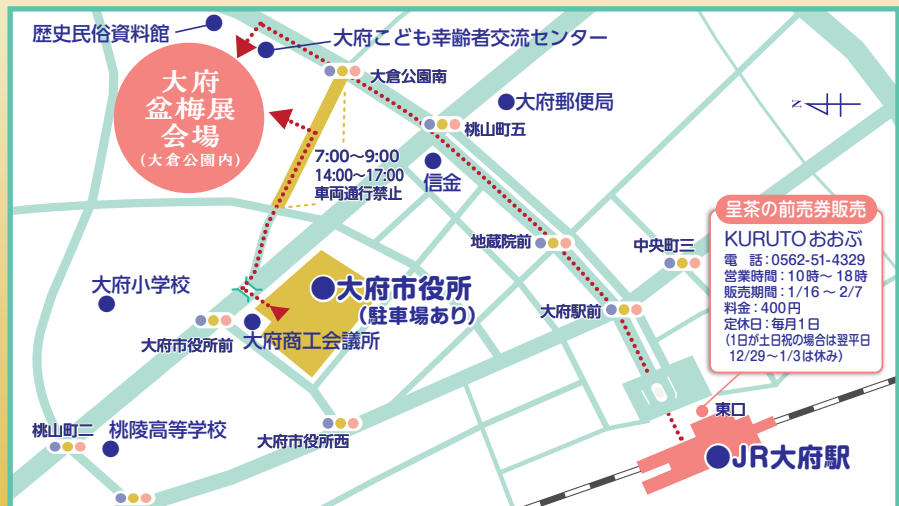 歴史民俗資料館
大府こども幸齢者交流センター
大府
盆梅展
会場
(大倉公園内)
大倉公園南
大府郵便局
桃山町五
N
7:00〜9:00
14:00〜17:00
車両通行禁止
信金
地蔵院前
中央町三
呈茶の前売券販売
KURUTOおおぶ
電 話:0562-51-4329
営業時間:10時〜18時
販売期間:1/16〜2/7
料金:400円
定休日:毎月1日
(1日が土日祝の場合は翌平日
12/29〜1/3は休み)
大府小学校
大府市役所
(駐車場あり)
大府駅前
大府市役所前
大府商工会議所
桃山町二
桃陵高等学校
大府市役所西
東口
JR大府駅